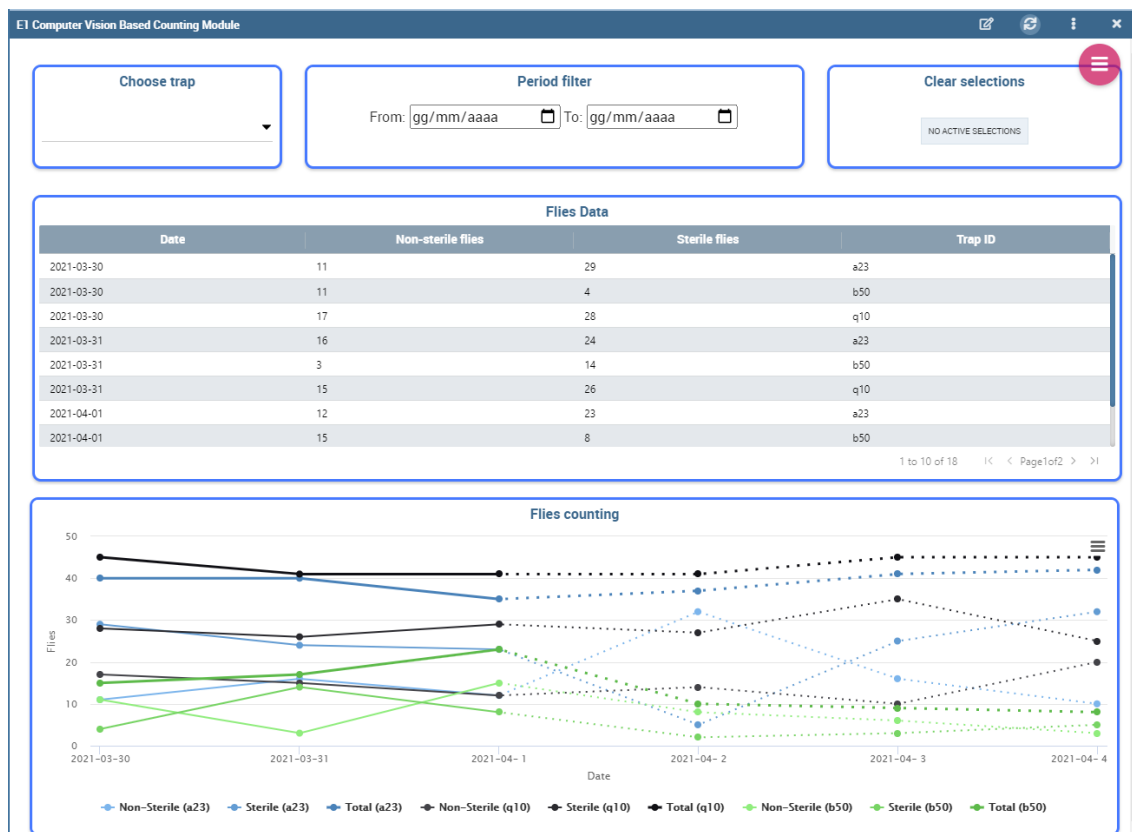 E1 Computer Vision Based Counting Module
Choose trap
Period filter
Clear selections
From: gg/mm/aaaa To: gg/mm/aaaa
NO ACTIVE SELECTIONS
Flies Data
Date Non-sterile flies Sterile flies Trap ID
2021-03-30 11 29 a23
2021-03-30 11 4 b50
2021-03-30 17 28 q10
2021-03-31 16 24 a23
2021-03-31 3 14 b50
2021-03-31 15 26 q10
2021-04-01 12 23 a23
2021-04-01 15 8 b50
1 to 10 of 18 Page1of2
Flies counting
50
40
30
20
10
0
Flies
2021-03-30 2021-03-31 2021-04- 1 2021-04- 2 2021-04- 3 2021-04- 4
Date
Non-Sterile (a23) Sterile (a23) Total (a23) Non-Sterile (q10) Sterile (q10) Total (q10) Non-Sterile (b50) Sterile (b50) Total (b50)